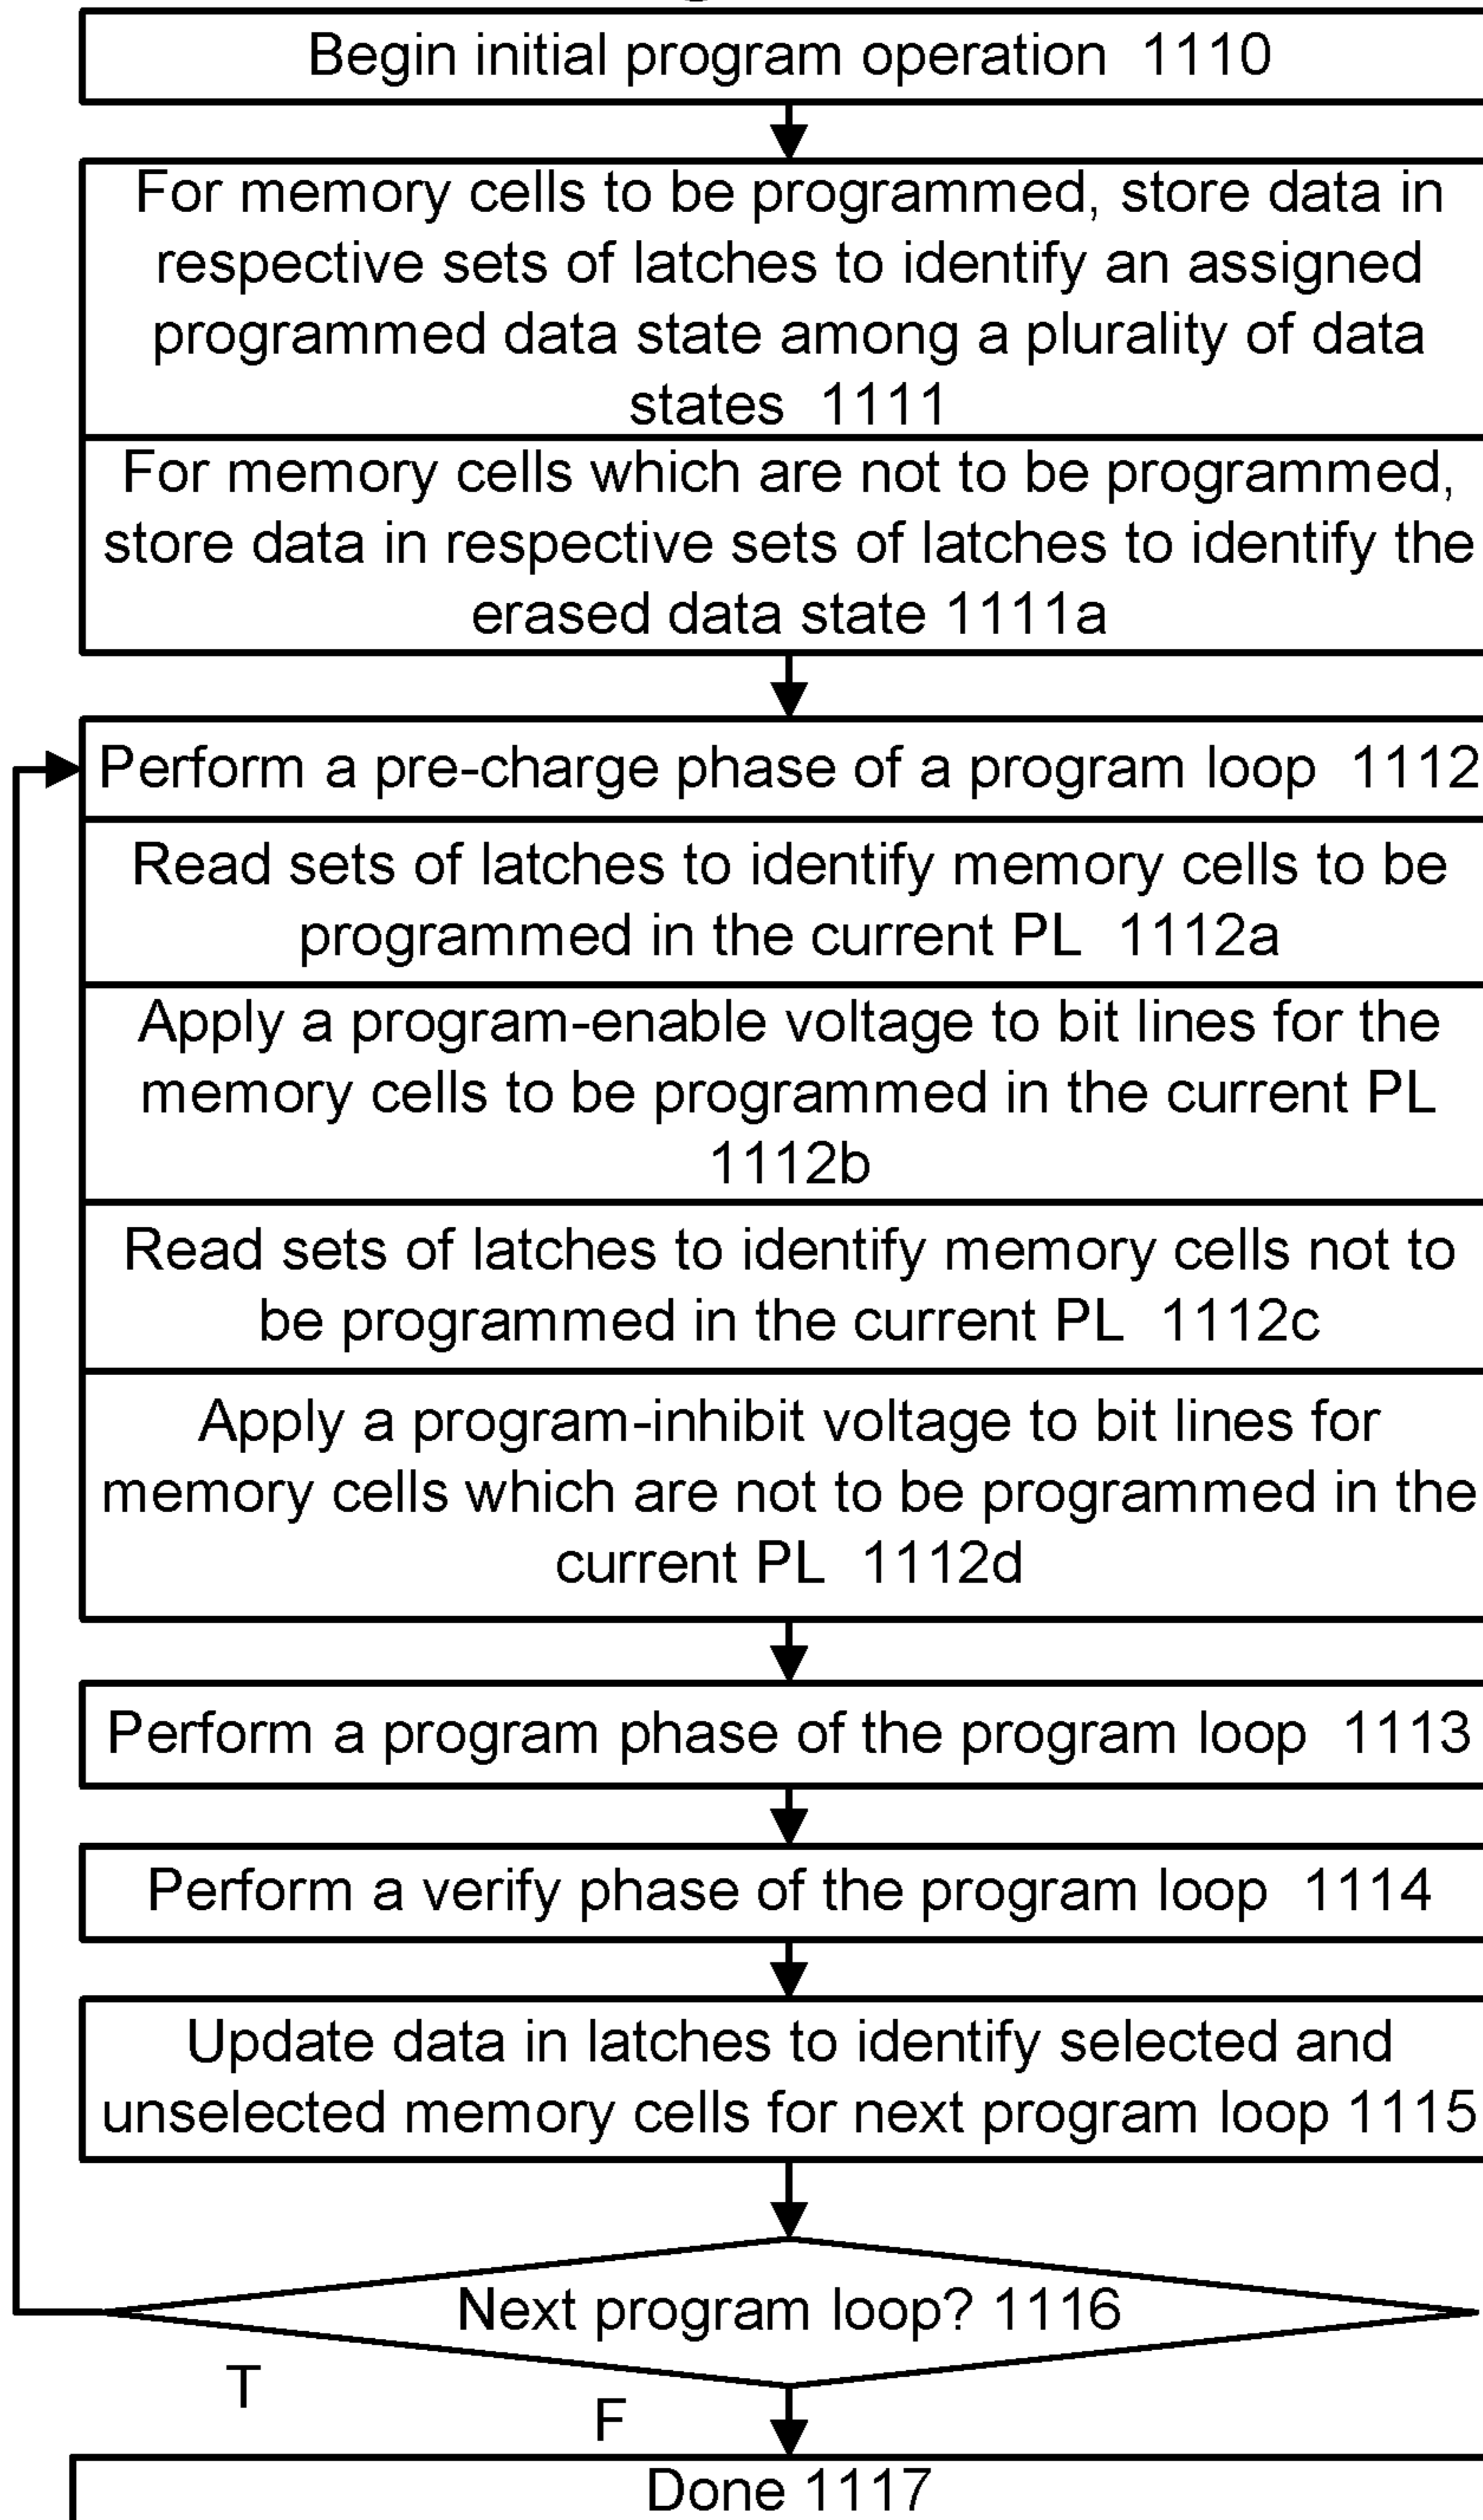 Begin initial program operation 1110
For memory cells to be programmed, store data in
respective sets of latches to identify an assigned
programmed data state among a plurality of data
states 1111
For memory cells which are not to be programmed,
store data in respective sets of latches to identify the
erased data state 1111a
Perform a pre-charge phase of a program loop 1112
Read sets of latches to identify memory cells to be
programmed in the current PL 1112a
Apply a program-enable voltage to bit lines for the
memory cells to be programmed in the current PL
1112b
Read sets of latches to identify memory cells not to
be programmed in the current PL 1112c
Apply a program-inhibit voltage to bit lines for
memory cells which are not to be programmed in the
current PL 1112d
Perform a program phase of the program loop 1113
Perform a verify phase of the program loop 1114
Update data in latches to identify selected and
unselected memory cells for next program loop 1115
Next program loop? 1116
T
F
Done 1117